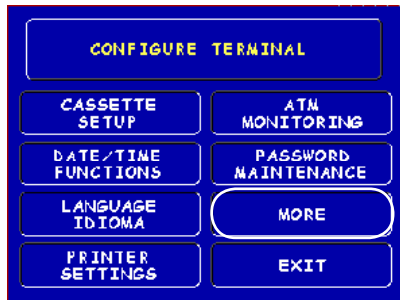 CONFIGURE TERMINAL
CASSETTE
SETUP
ATM
MONITORING
DATE/TIME
FUNCTIONS
PASSWORD
MAINTENANCE
LANGUAGE
IDIOMA
MORE
PRINTER
SETTINGS
EXIT